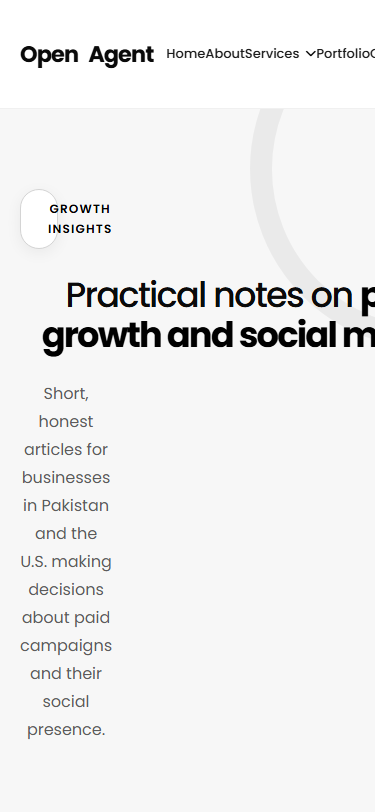 Open Agent HomeAboutServices Portfolio
GROWTH
INSIGHTS
Practical notes on
growth and social
Short,
honest
articles for
businesses
in Pakistan
and the
U.S. making
decisions
about paid
campaigns
and their
social
presence.